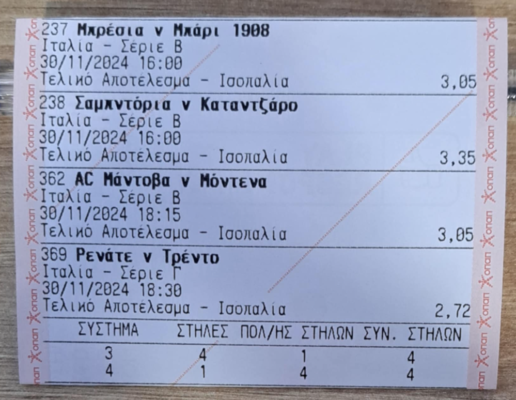 237 Μπρέσια v Μπάρι 1908
Ιταλία - Σέριε Β
30/11/2024 16:00
Τελικό Αποτέλεσμα - Ισοπαλία 3,05
238 Σαμπντόρια v Καταντζάρο
Ιταλία - Σέριε Β
30/11/2024 16:00
Τελικό Αποτέλεσμα - Ισοπαλία 3,35
362 AC Μάντοβα v Μόντενα
Ιταλία - Σέριε Β
30/11/2024 18:15
Τελικό Αποτέλεσμα - Ισοπαλία 3,05
369 Ρενάτε v Τρέντο
Ιταλία - Σέριε Γ
30/11/2024 18:30
Τελικό Αποτέλεσμα - Ισοπαλία 2,72
ΣΥΣΤΗΜΑ ΣΤΗΛΕΣ ΠΟΛ/ΗΣ ΣΤΗΛΩΝ ΣΥΝ. ΣΤΗΛΩΝ
3 4 1 4
4 1 4 4
οπαπ